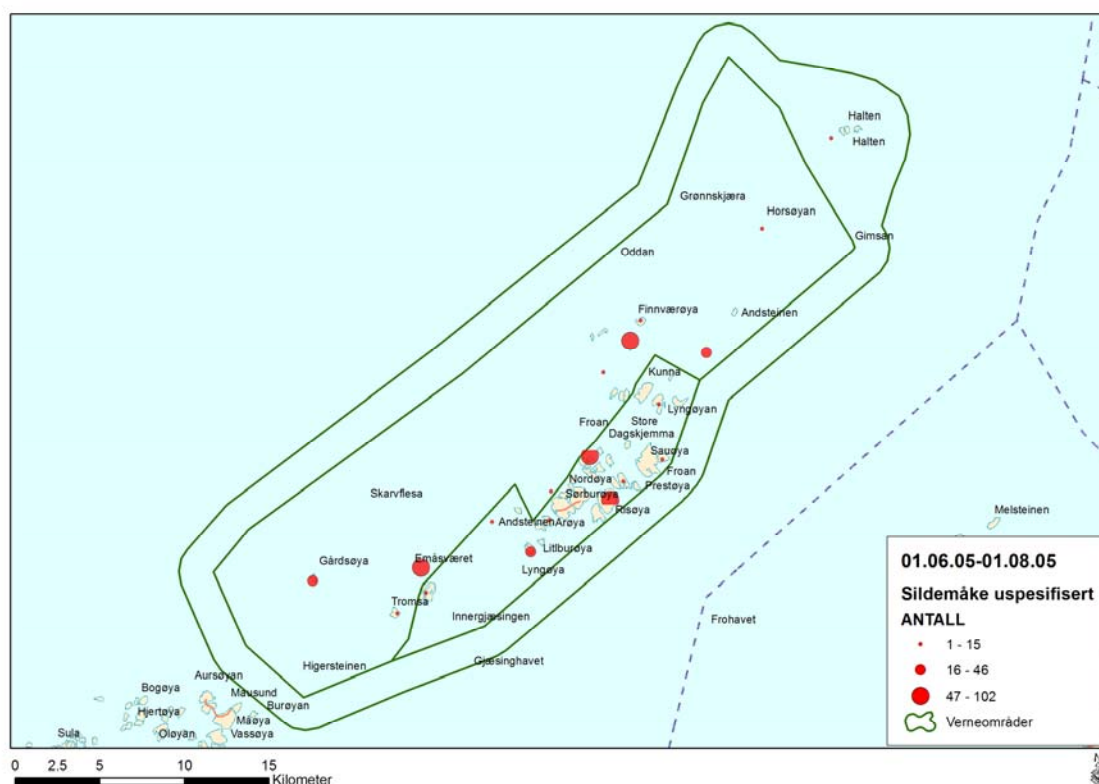 Halten
Halten
Grønnskjæra
Horsøyan
Gimsan
Oddan
Finnværøya
Andsteinen
Kunna
Lyngøyan
Froan
Store
Dagskjemma
Sauøya
Froan
Nordøya
Prestøya
Skarvflesa
Sørburøya
Risøya
Melsteinen
Andsteinen
Arøya
Litlburøya
Gårdsøya
Emåsværet
Lyngøya
Tromsa
Innergjæsingen
Frohavet
Higersteinen
Gjæsinghavet
Aursøyan
Bogøya
Mausund
Burøyan
Hjertøya
Måøya
Sula
Oløyan
Vassøya
01.06.05-01.08.05
Sildemåke uspesifisert
ANTALL
1 - 15
16 - 46
47 - 102
Verneområder
0 2.5 5 10 15
Kilometer